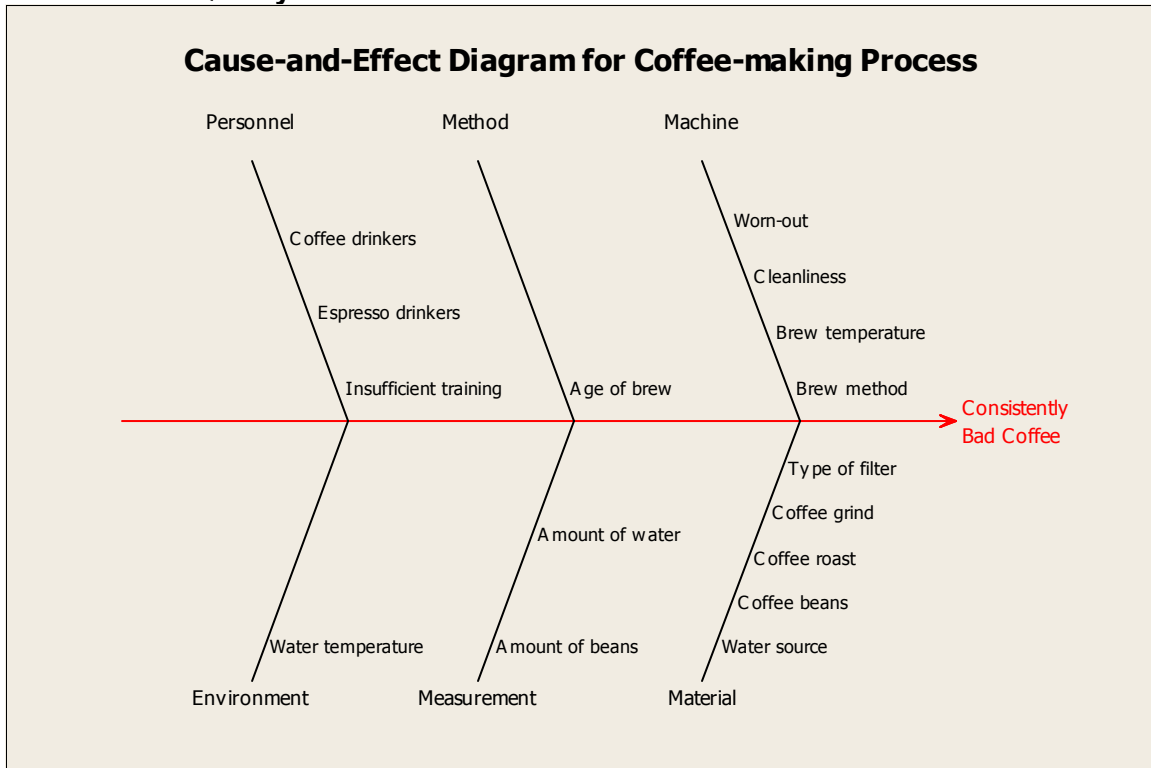 Cause-and-Effect Diagram for Coffee-making Process
Personnel
Method
Machine
Worn-out
Coffee drinkers
Cleanliness
Espresso drinkers
Brew temperature
Insufficient training
Age of brew
Brew method
Consistently
Bad Coffee
Type of filter
Coffee grind
Amount of water
Coffee roast
Coffee beans
Water temperature
Amount of beans
Water source
Environment
Measurement
Material